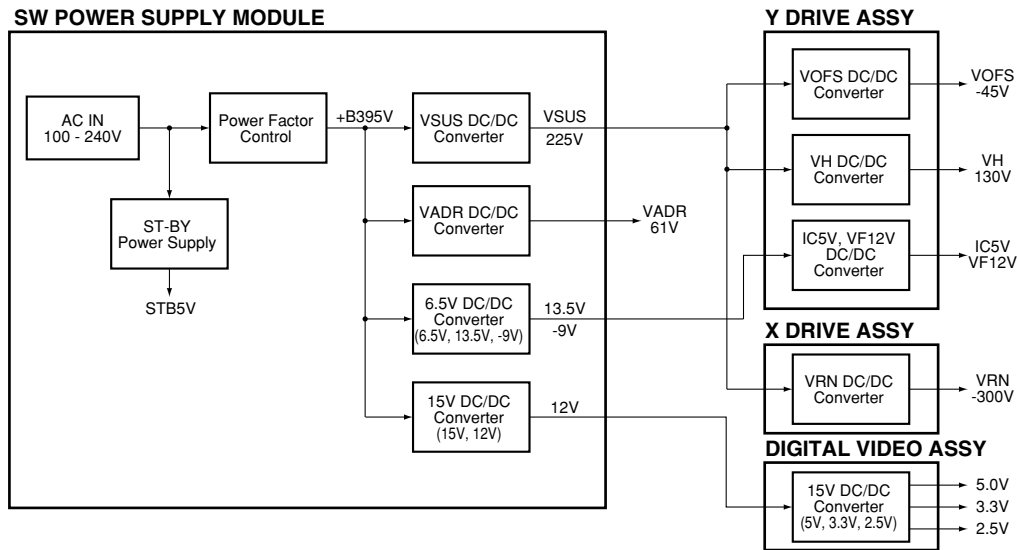 SW POWER SUPPLY MODULE
AC IN
100 - 240V
Power Factor
Control
+B395V
VSUS DC/DC
Converter
VSUS
225V
ST-BY
Power Supply
STB5V
VADR DC/DC
Converter
VADR
61V
6.5V DC/DC
Converter
(6.5V, 13.5V, -9V)
13.5V
-9V
15V DC/DC
Converter
(15V, 12V)
12V
Y DRIVE ASSY
VOFS DC/DC
Converter
VOFS
-45V
VH DC/DC
Converter
VH
130V
IC5V, VF12V
DC/DC
Converter
IC5V
VF12V
X DRIVE ASSY
VRN DC/DC
Converter
VRN
-300V
DIGITAL VIDEO ASSY
15V DC/DC
Converter
(5V, 3.3V, 2.5V)
5.0V
3.3V
2.5V